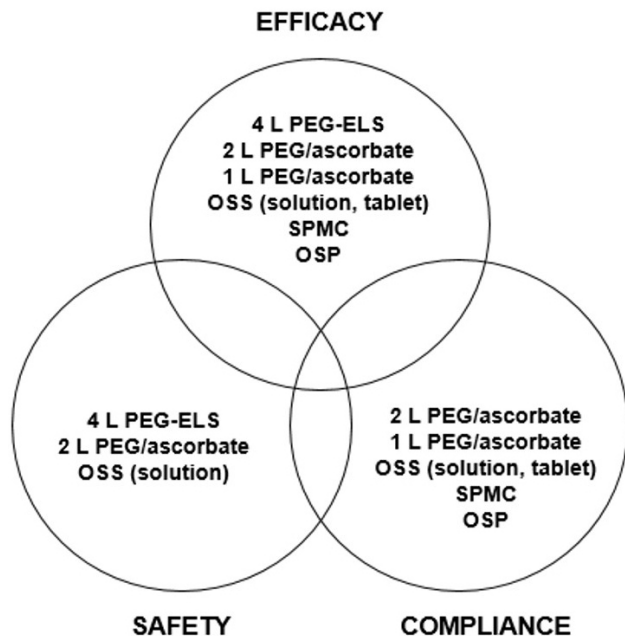 EFFICACY
4 L PEG-ELS
2 L PEG/ascorbate
1 L PEG/ascorbate
OSS (solution, tablet)
SPMC
OSP
4 L PEG-ELS
2 L PEG/ascorbate
OSS (solution)
2 L PEG/ascorbate
1 L PEG/ascorbate
OSS (solution, tablet)
SPMC
OSP
SAFETY
COMPLIANCE